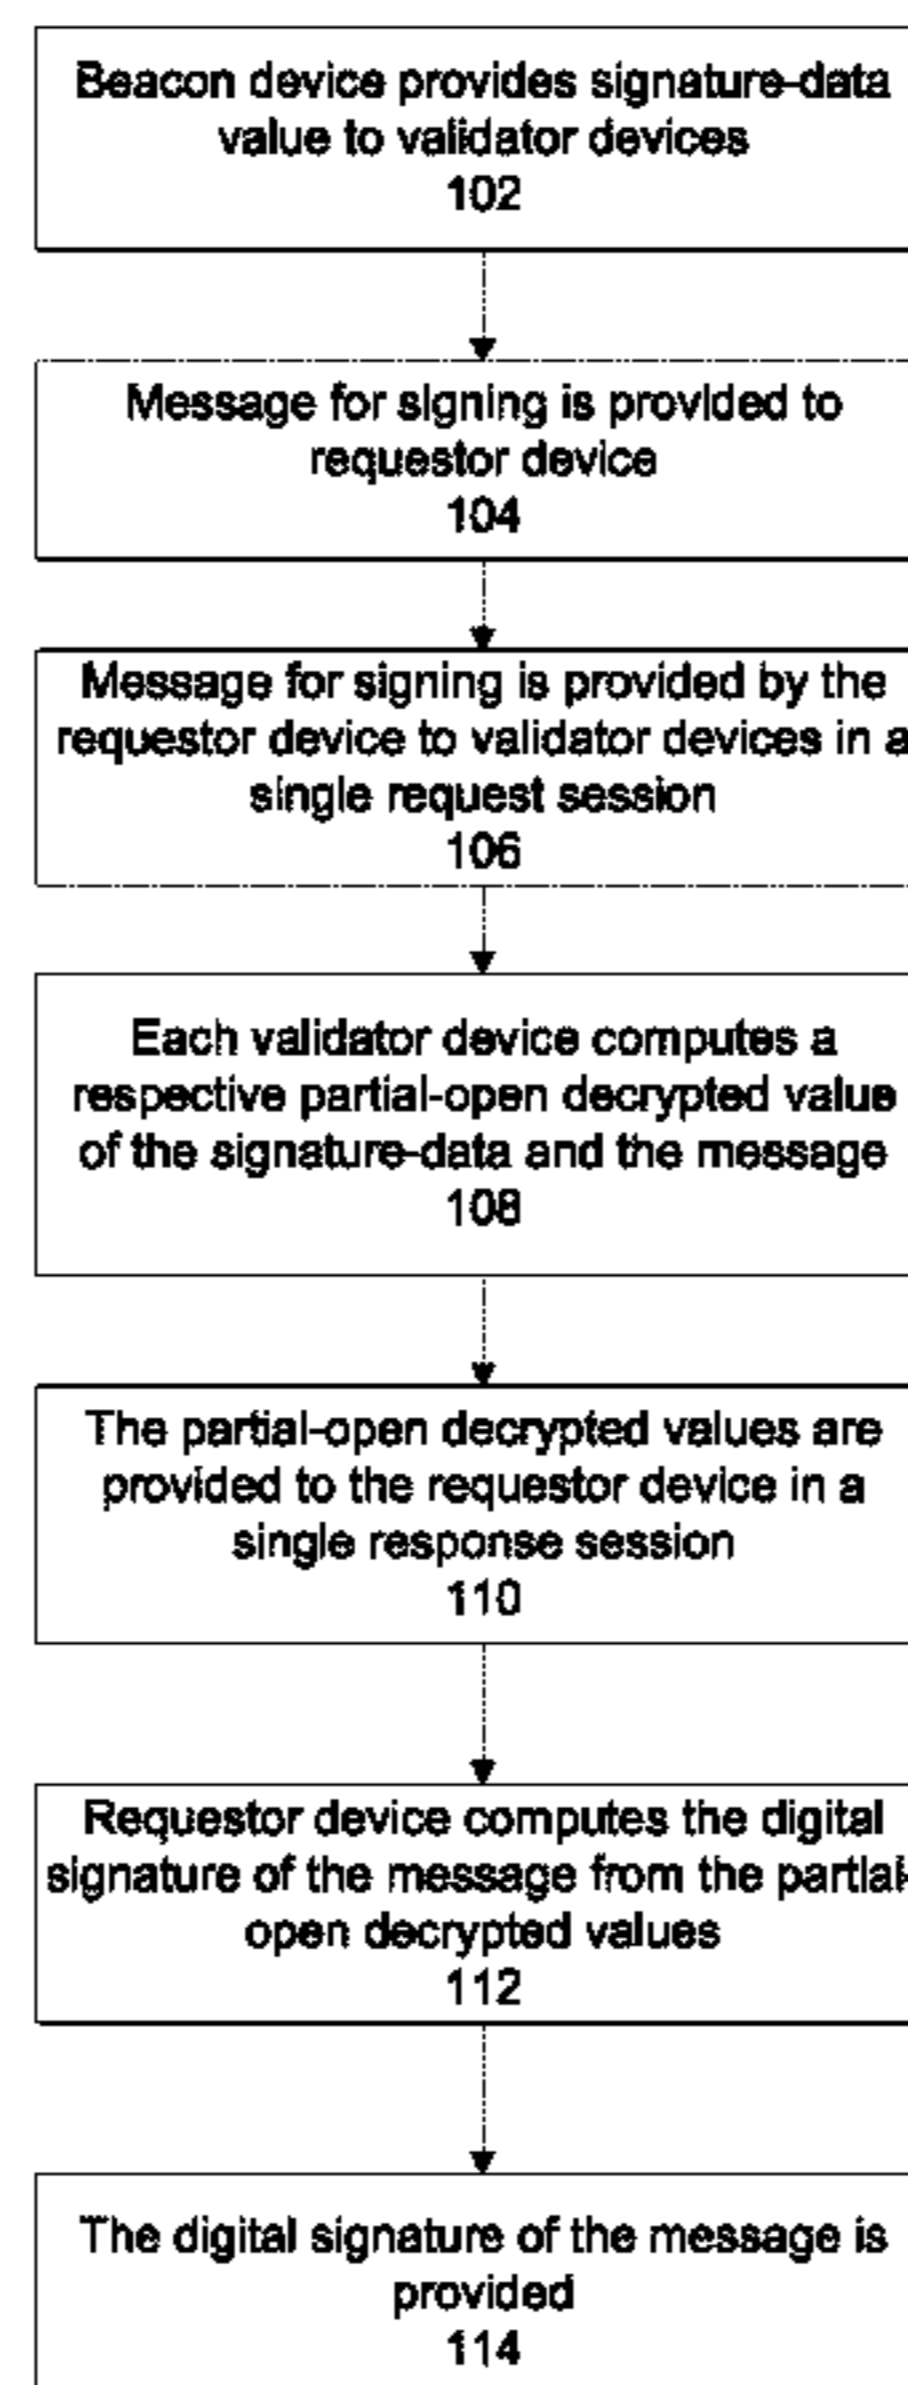 Beacon device provides signature-data
value to validator devices
102
Message for signing is provided to
requestor device
104
Message for signing is provided by the
requestor device to validator devices in a
single request session
106
Each validator device computes a
respective partial-open decrypted value
of the signature-data and the message
108
The partial-open decrypted values are
provided to the requestor device in a
single response session
110
Requestor device computes the digital
signature of the message from the partial-
open decrypted values
112
The digital signature of the message is
provided
114